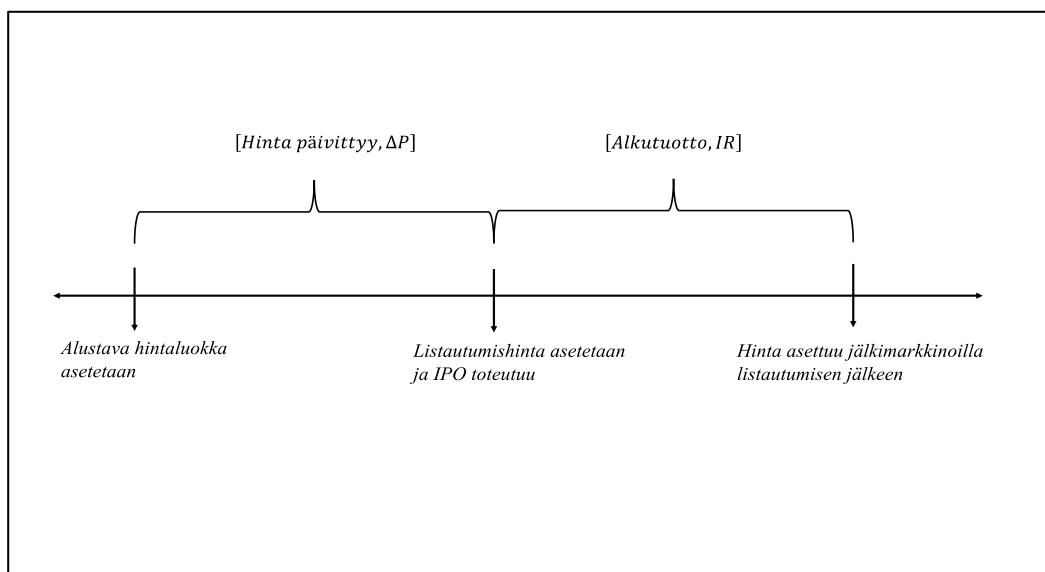 [Hinta päivittyy, ΔP]
[Alkutuotto, IR]
Alustava hintaluokka
asetetaan
Listautumishinta asetetaan
ja IPO toteutuu
Hinta asettuu jälkimarkkinoilla
listautumisen jälkeen